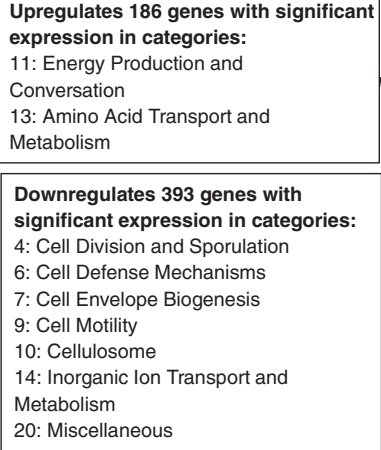 Upregulates 186 genes with significant
expression in categories:
11: Energy Production and
Conversation
13: Amino Acid Transport and
Metabolism
Downregulates 393 genes with
significant expression in categories:
4: Cell Division and Sporulation
6: Cell Defense Mechanisms
7: Cell Envelope Biogenesis
9: Cell Motility
10: Cellulosome
14: Inorganic Ion Transport and
Metabolism
20: Miscellaneous